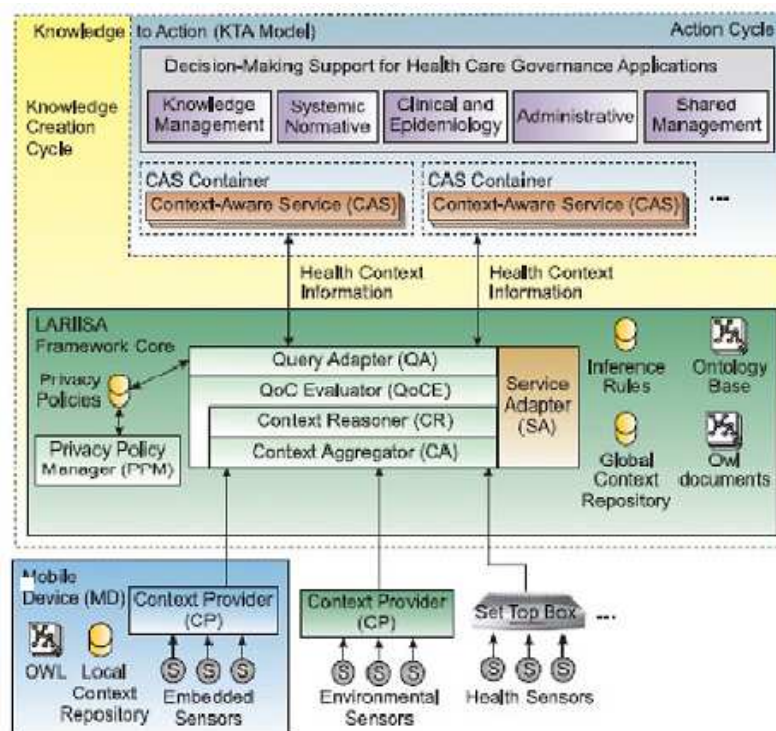 Knowledge to Action (KTA Model) Action Cycle
Decision-Making Support for Health Care Governance Applications
Knowledge
Creation
Cycle
Knowledge
Management
Systemic
Normative
Clinical and
Epidemiology
Administrative
Shared
Management
CAS Container
Context-Aware Service (CAS)
CAS Container
Context-Aware Service (CAS)
...
Health Context
Information
Health Context
Information
LARIISA
Framework Core
Privacy
Policies
Privacy Policy
Manager (PPM)
Query Adapter (QA)
QoC Evaluator (QoCE)
Context Reasoner (CR)
Context Aggregator (CA)
Service
Adapter
(SA)
Inference
Rules
Ontology
Base
Global
Context
Repository
Owl
documents
Mobile
Device (MD)
Context Provider
(CP)
OWL
Local
Context
Repository
S S S
Embedded
Sensors
Context Provider
(CP)
S S S
Environmental
Sensors
Set Top Box
...
S S S
Health Sensors